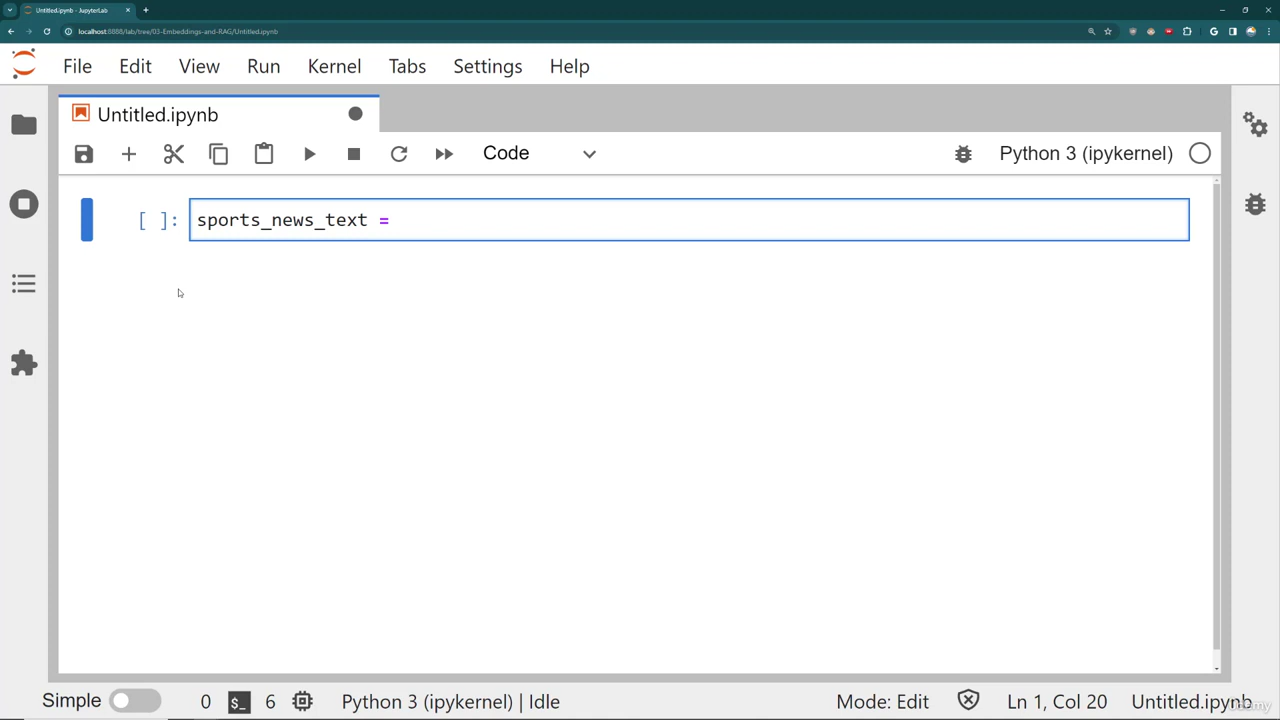 Untitled.ipynb - JupyterLab
localhost:8888/lab/tree/03-Embeddings-and-RAG/Untitled.ipynb
File Edit View Run Kernel Tabs Settings Help
Untitled.ipynb
Code
Python 3 (ipykernel)
[ ]: sports_news_text =
Simple 0 $_ 6 Python 3 (ipykernel) | Idle Mode: Edit Ln 1, Col 20 Untitled.ipynb
Udemy